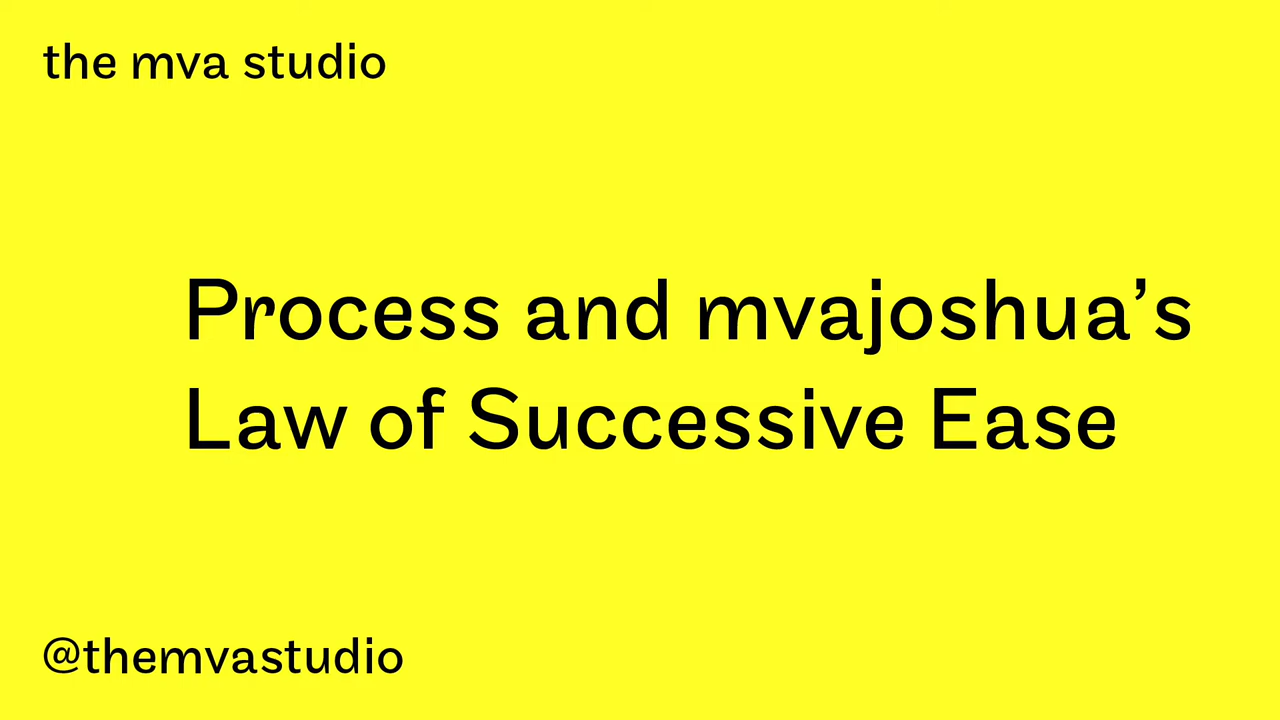 the mva studio
Process and mvajoshua’s
Law of Successive Ease
@themvastudio